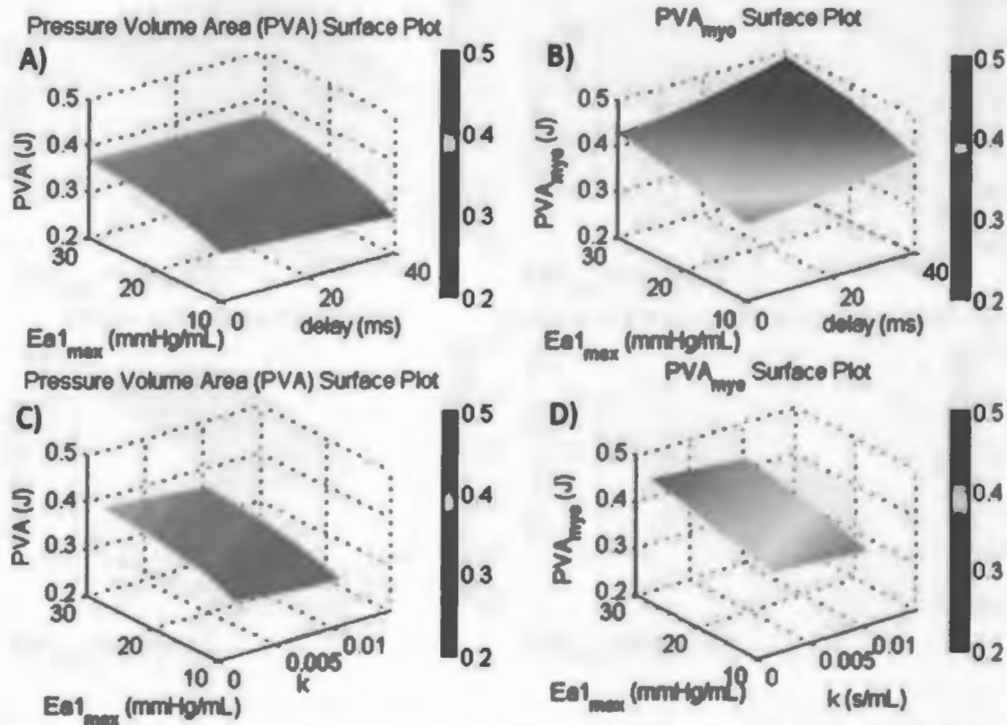 Pressure Volume Area (PVA) Surface Plot
A)
PVA (J)
0.5
0.4
0.3
0.2
30
20
10
0
20
40
Ea1max (mmHg/mL)
delay (ms)
0.5
0.4
0.3
0.2
PVAmye Surface Plot
B)
PVAmye (J)
0.5
0.4
0.3
0.2
30
20
10
0
20
40
Ea1max (mmHg/mL)
delay (ms)
0.5
0.4
0.3
0.2
Pressure Volume Area (PVA) Surface Plot
C)
PVA (J)
0.5
0.4
0.3
0.2
30
20
10
0
0.005
0.01
Ea1max (mmHg/mL)
k
0.5
0.4
0.3
0.2
PVAmye Surface Plot
D)
PVAmye (J)
0.5
0.4
0.3
0.2
30
20
10
0
0.005
0.01
Ea1max (mmHg/mL)
k (s/mL)
0.5
0.4
0.3
0.2